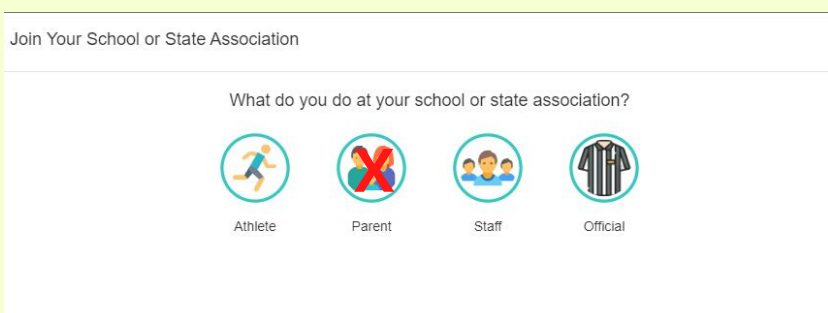 Join Your School or State Association
What do you do at your school or state association?
X
Athlete Parent Staff Official